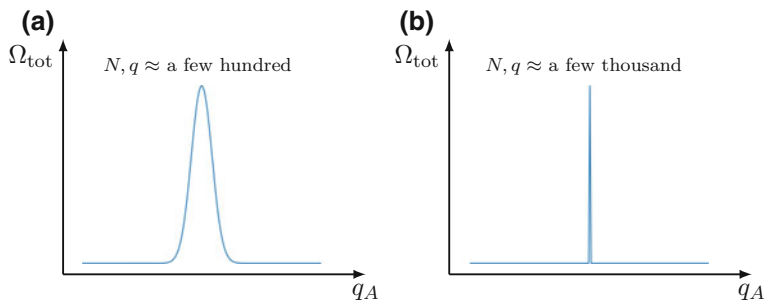 (a)
Ω_tot
N, q ≈ a few hundred
q_A
(b)
Ω_tot
N, q ≈ a few thousand
q_A